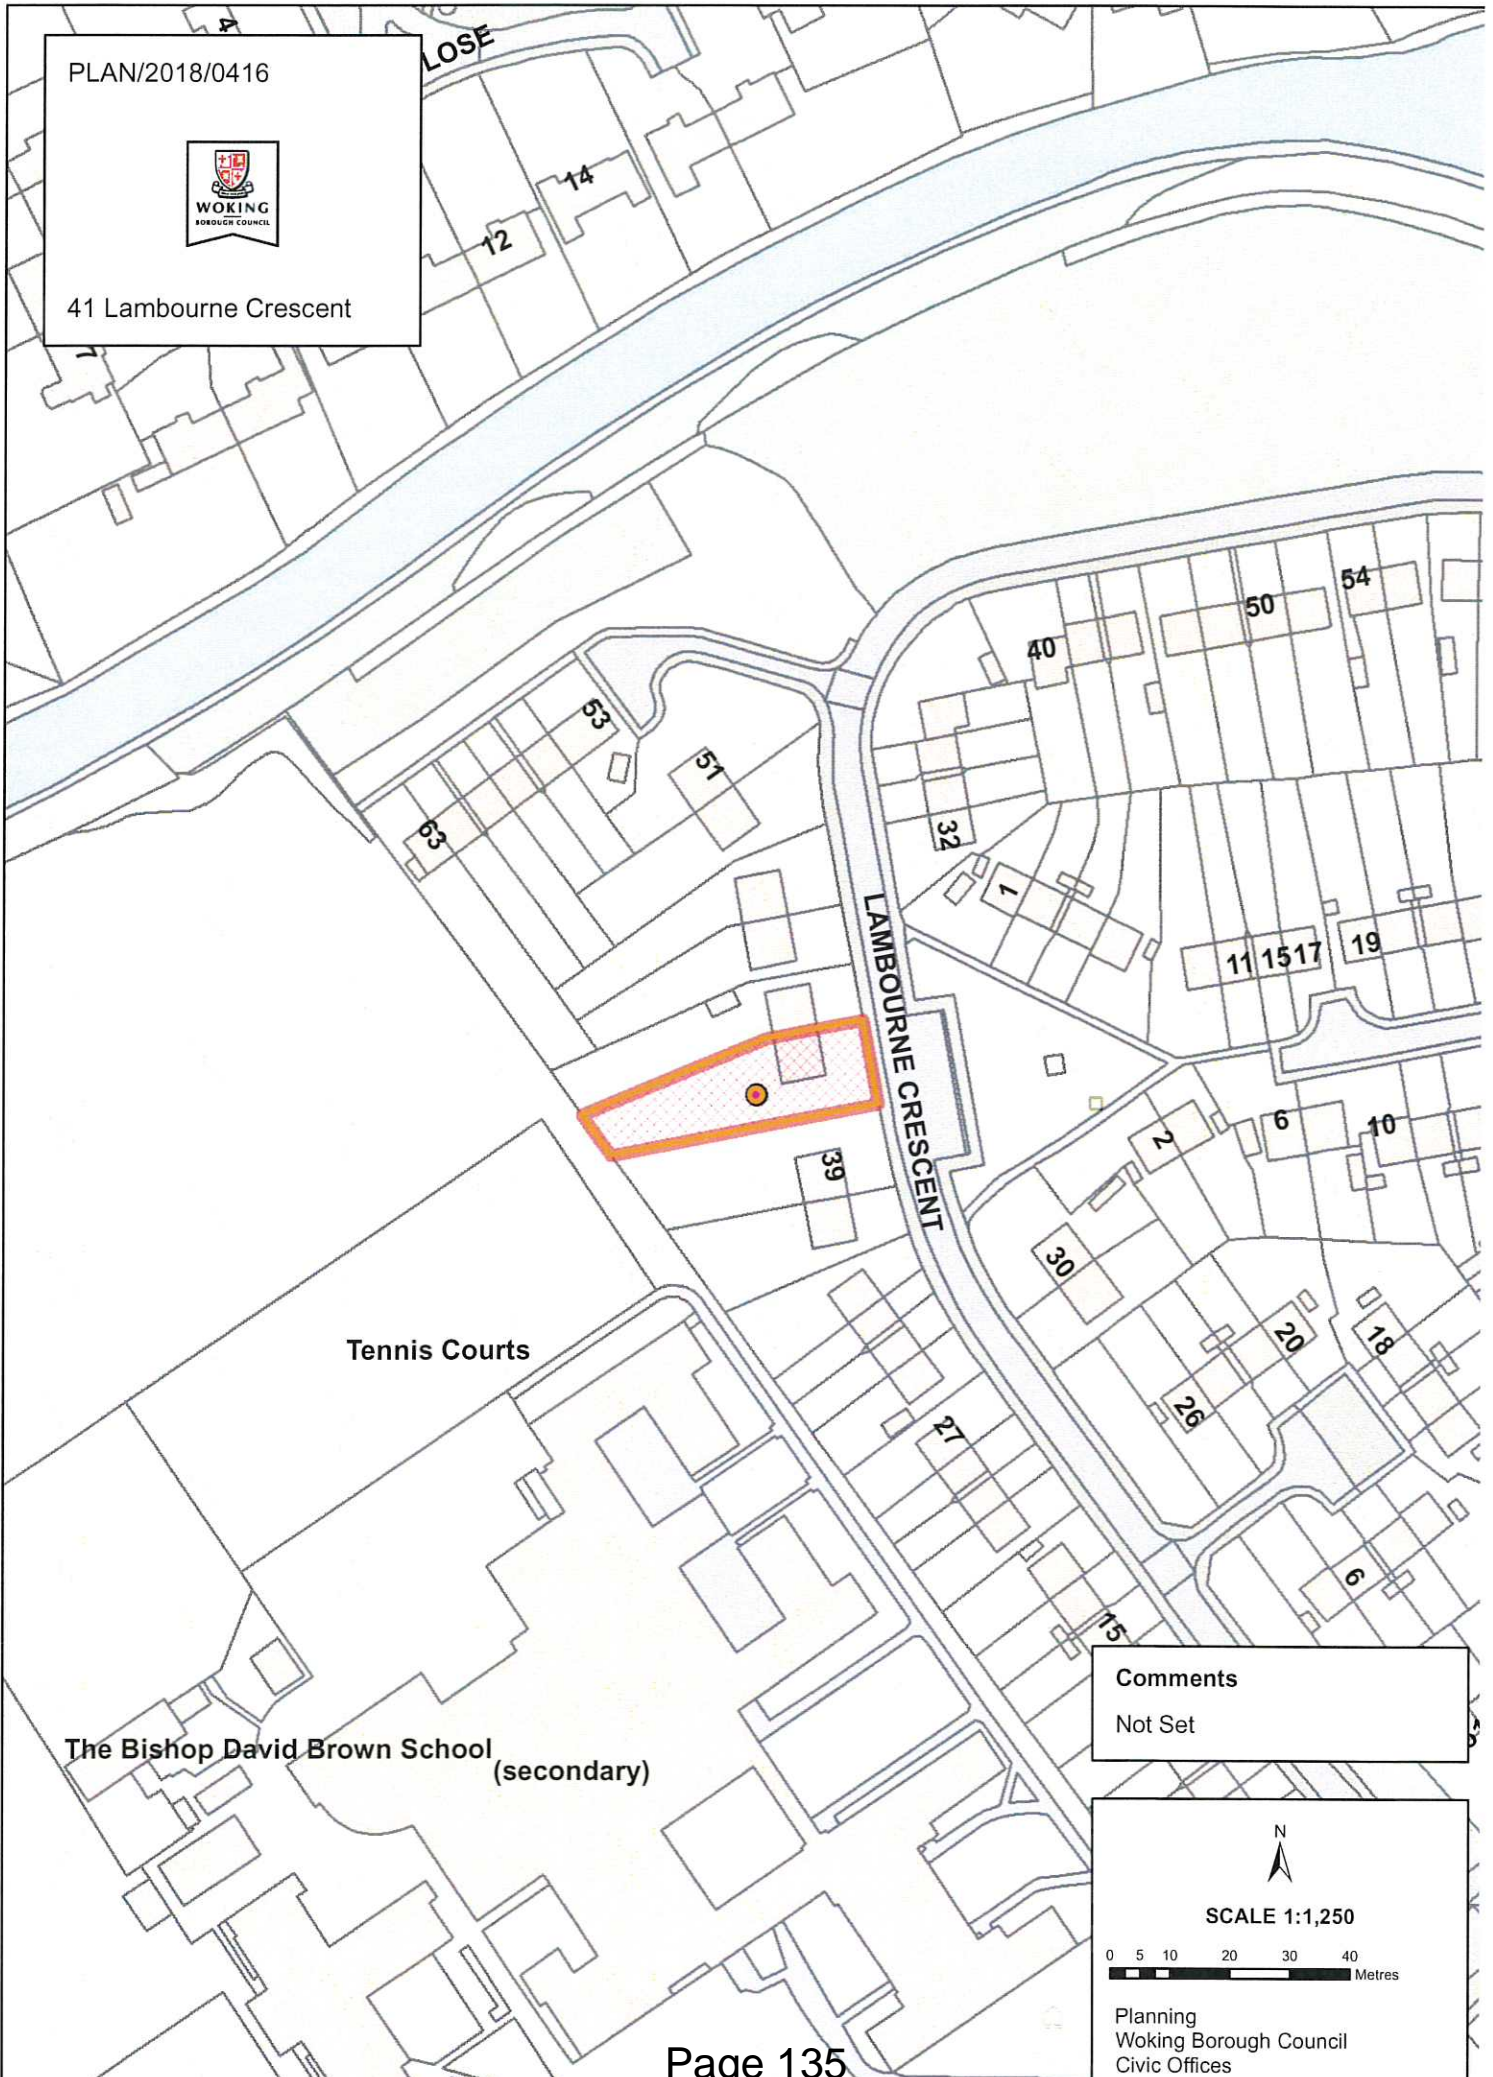 PLAN/2018/0416
WOKING
BOROUGH COUNCIL
41 Lambourne Crescent
4
LOSE
14
12
7
54
50
40
53
51
63
32
1
LAMBOURNE CRESCENT
11 15 17 19
39
2
6
10
30
20
18
26
27
6
15
Tennis Courts
The Bishop David Brown School
(secondary)
Comments
Not Set
N
SCALE 1:1,250
0 5 10 20 30 40
Metres
Planning
Woking Borough Council
Civic Offices
Page 135